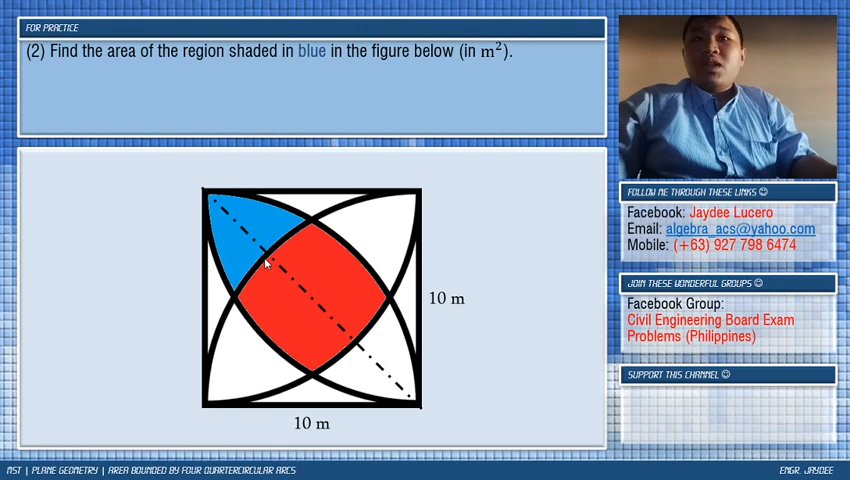 FOR PRACTICE
(2) Find the area of the region shaded in blue in the figure below (in m²).
10 m
10 m
FOLLOW ME THROUGH THESE LINKS ☺
Facebook: Jaydee Lucero
Email: algebra_acs@yahoo.com
Mobile: (+63) 927 798 6474
JOIN THESE WONDERFUL GROUPS ☺
Facebook Group:
Civil Engineering Board Exam
Problems (Philippines)
SUPPORT THIS CHANNEL ☺
MST | PLANE GEOMETRY | AREA BOUNDED BY FOUR QUARTERCIRCULAR ARCS
ENGR. JAYDEE